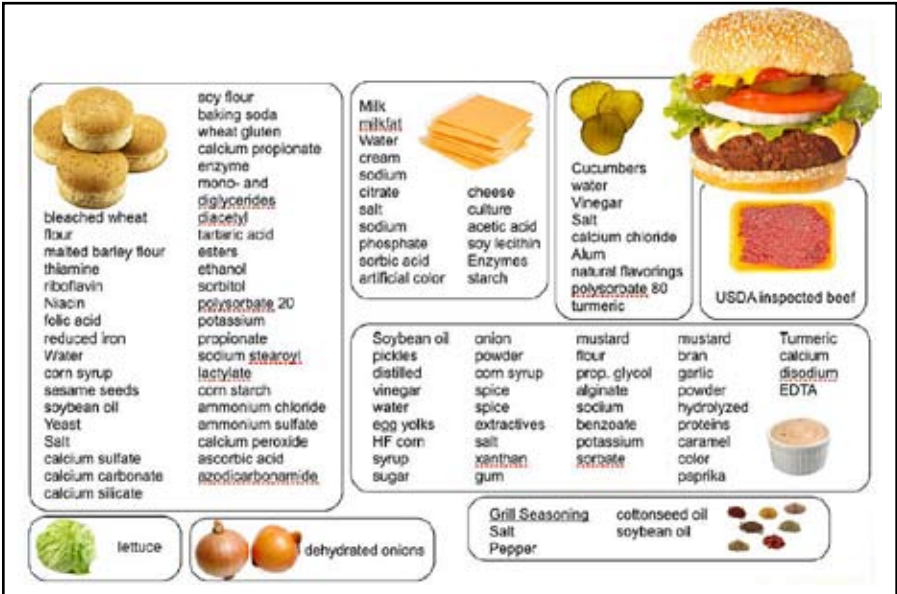 bleached wheat
flour
malted barley flour
thiamine
riboflavin
Niacin
folic acid
reduced iron
Water
corn syrup
sesame seeds
soybean oil
Yeast
Salt
calcium sulfate
calcium carbonate
calcium silicate
soy flour
baking soda
wheat gluten
calcium propionate
enzyme
mono- and
diglycerides
diacetyl
tartaric acid
esters
ethanol
sorbitol
polysorbate 20
potassium
propionate
sodium stearoyl
lactylate
corn starch
ammonium chloride
ammonium sulfate
calcium peroxide
ascorbic acid
azodicarbonamide
Milk
milkfat
Water
cream
sodium
citrate
salt
sodium
phosphate
sorbic acid
artificial color
cheese
culture
acetic acid
soy lecithin
Enzymes
starch
Cucumbers
water
Vinegar
Salt
calcium chloride
Alum
natural flavorings
polysorbate 80
turmeric
USDA inspected beef
Soybean oil
pickles
distilled
vinegar
water
egg yolks
HF corn
syrup
sugar
onion
powder
corn syrup
spice
spice
extractives
salt
xanthan
gum
mustard
flour
prop. glycol
alginate
sodium
benzoate
potassium
sorbate
mustard
bran
garlic
powder
hydrolyzed
proteins
caramel
color
paprika
Turmeric
calcium
disodium
EDTA
lettuce
dehydrated onions
Grill Seasoning
Salt
Pepper
cottonseed oil
soybean oil